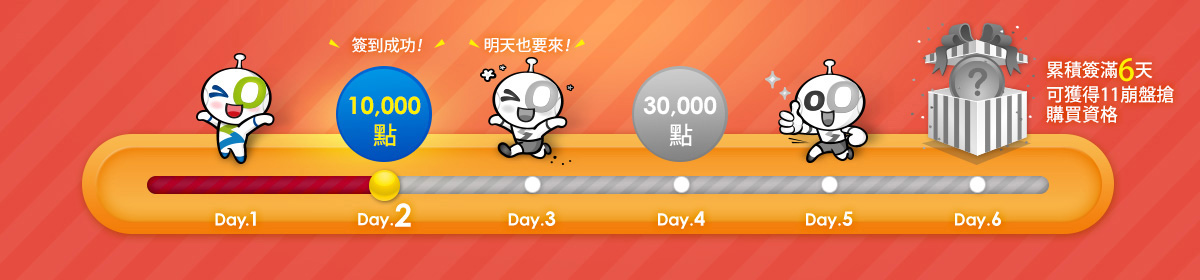 簽到成功!
明天也要來!
10,000
點
30,000
點
?
累積簽滿6天
可獲得11崩盤搶
購買資格
Day.1
Day.2
Day.3
Day.4
Day.5
Day.6